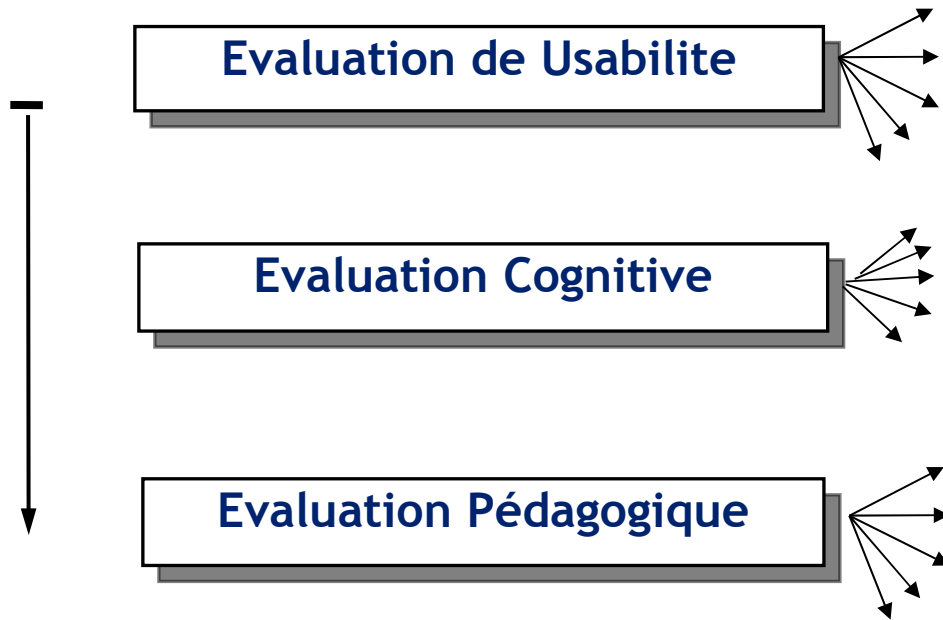 Evaluation de Usabilite
Evaluation Cognitive
Evaluation Pédagogique